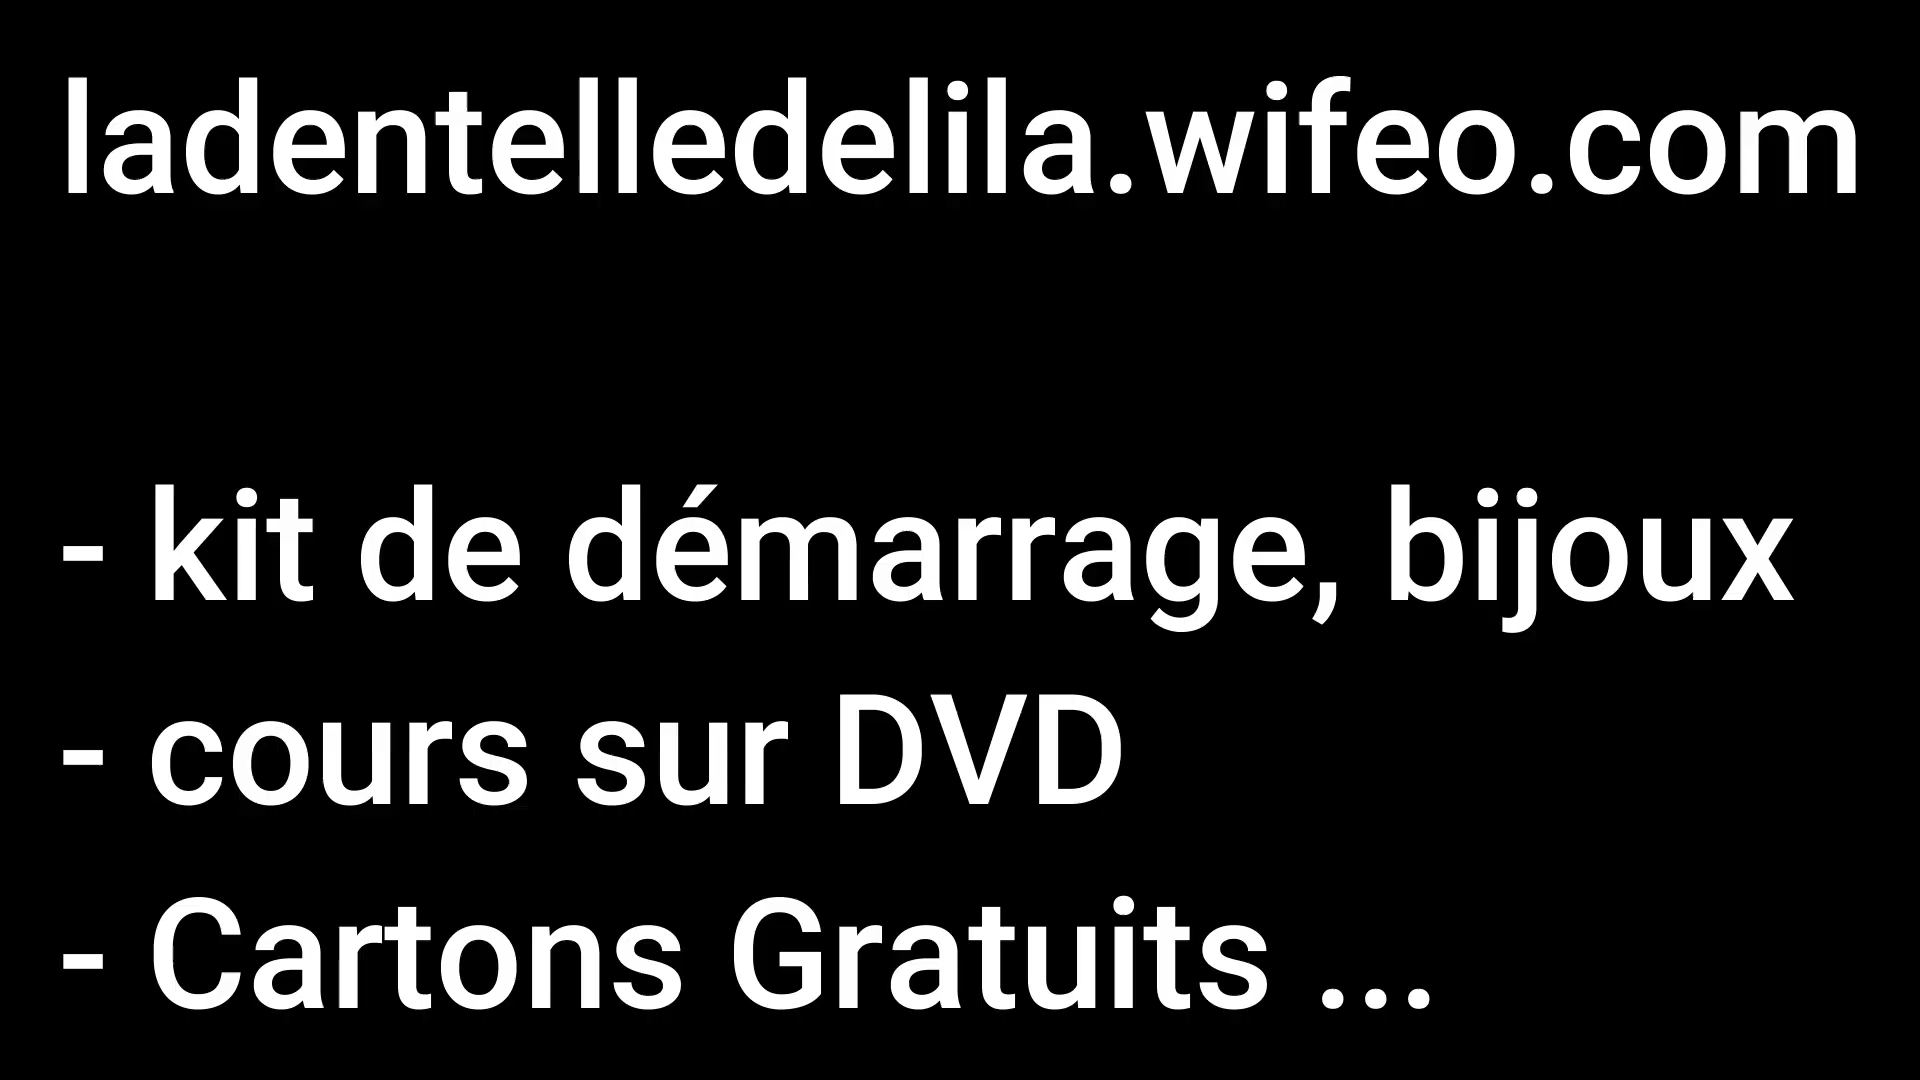 ladentelledelila.wifeo.com
- kit de démarrage, bijoux
- cours sur DVD
- Cartons Gratuits ...